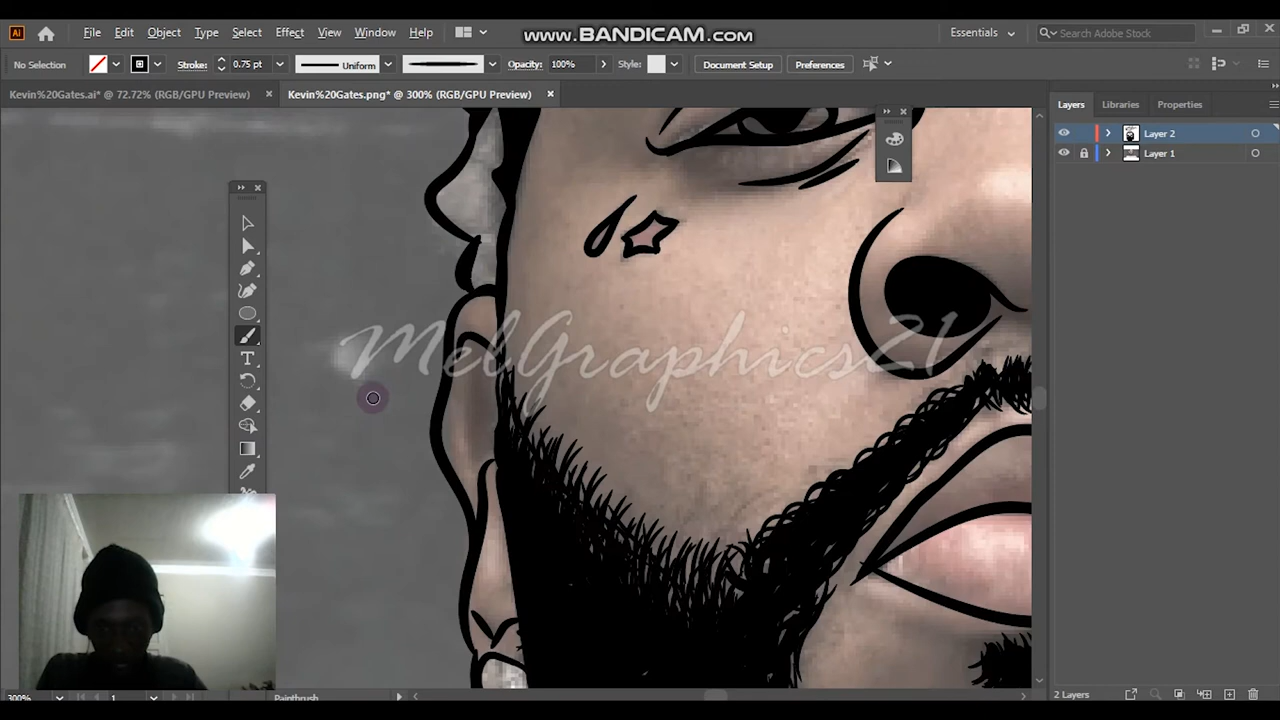 www.BANDICAM.com
Ai File Edit Object Type Select Effect View Window Help Essentials Search Adobe Stock
No Selection Stroke: 0.75 pt Uniform Opacity: 100% Style: Document Setup Preferences
Kevin%20Gates.ai* @ 72.72% (RGB/GPU Preview) × Kevin%20Gates.png* @ 300% (RGB/GPU Preview) ×
Layers Libraries Properties
Layer 2
Layer 1
MelGraphics21
300% 1 Paintbrush
2 Layers